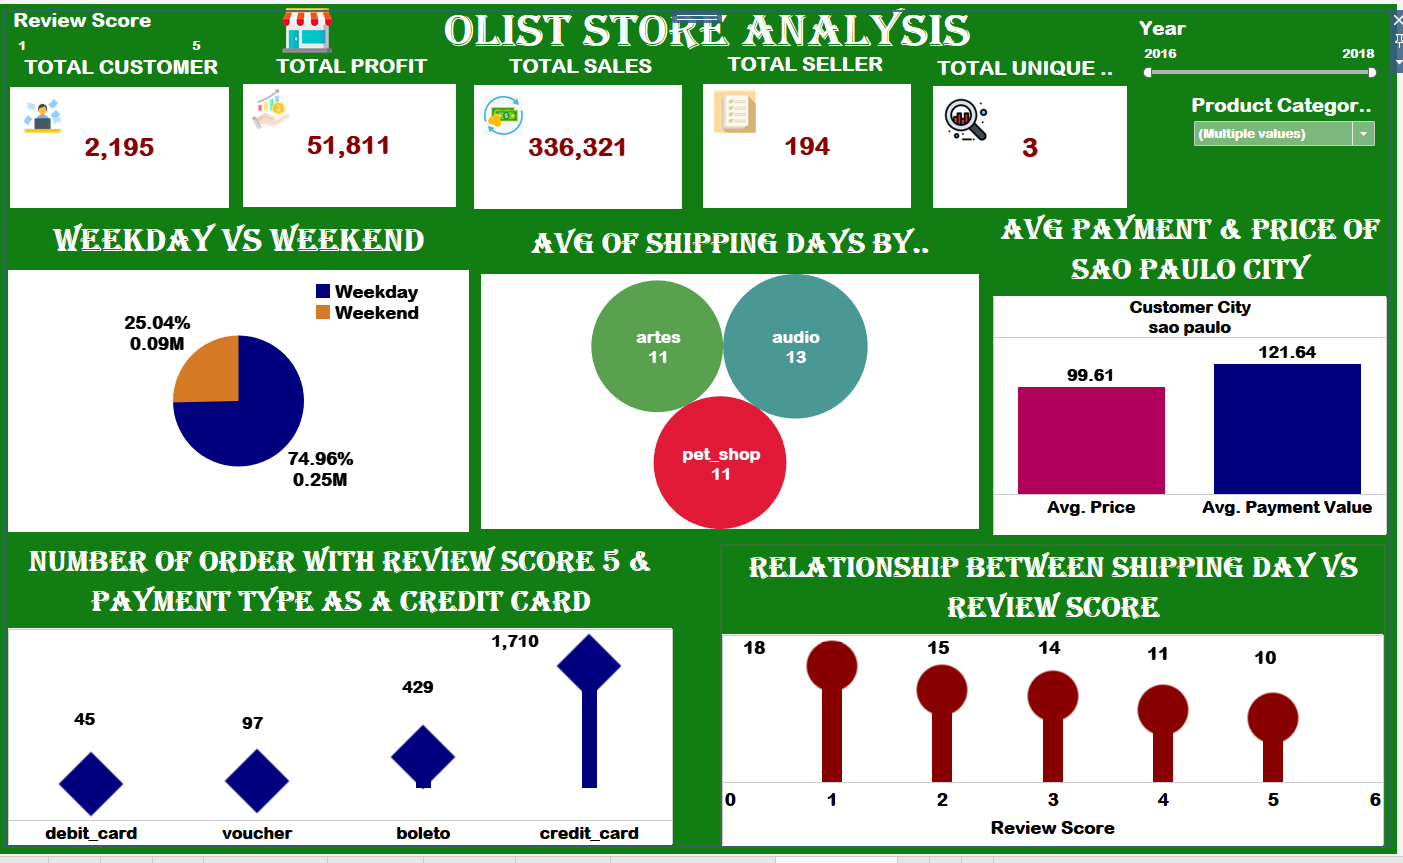 Review Score
1 5
OLIST STORE ANALYSIS
Year
2016 2018
TOTAL CUSTOMER
2,195
TOTAL PROFIT
51,811
TOTAL SALES
336,321
TOTAL SELLER
194
TOTAL UNIQUE ..
3
Product Categor..
(Multiple values)
WEEKDAY VS WEEKEND
Weekday
Weekend
25.04%
0.09M
74.96%
0.25M
AVG OF SHIPPING DAYS BY..
artes
11
audio
13
pet_shop
11
AVG PAYMENT & PRICE OF
SAO PAULO CITY
Customer City
sao paulo
99.61
121.64
Avg. Price
Avg. Payment Value
NUMBER OF ORDER WITH REVIEW SCORE 5 &
PAYMENT TYPE AS A CREDIT CARD
45
97
429
1,710
debit_card voucher boleto credit_card
RELATIONSHIP BETWEEN SHIPPING DAY VS
REVIEW SCORE
18 15 14 11 10
0 1 2 3 4 5 6
Review Score